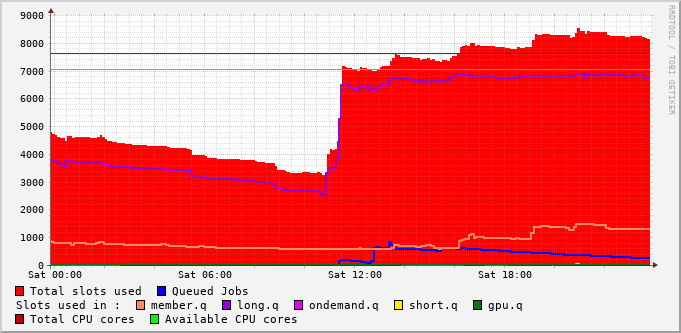 9000
8000
7000
6000
5000
4000
3000
2000
1000
0
Sat 00:00 Sat 06:00 Sat 12:00 Sat 18:00
RRDTOOL / TOBI OETIKER
Total slots used Queued Jobs
Slots used in : member.q long.q ondemand.q short.q gpu.q
Total CPU cores Available CPU cores